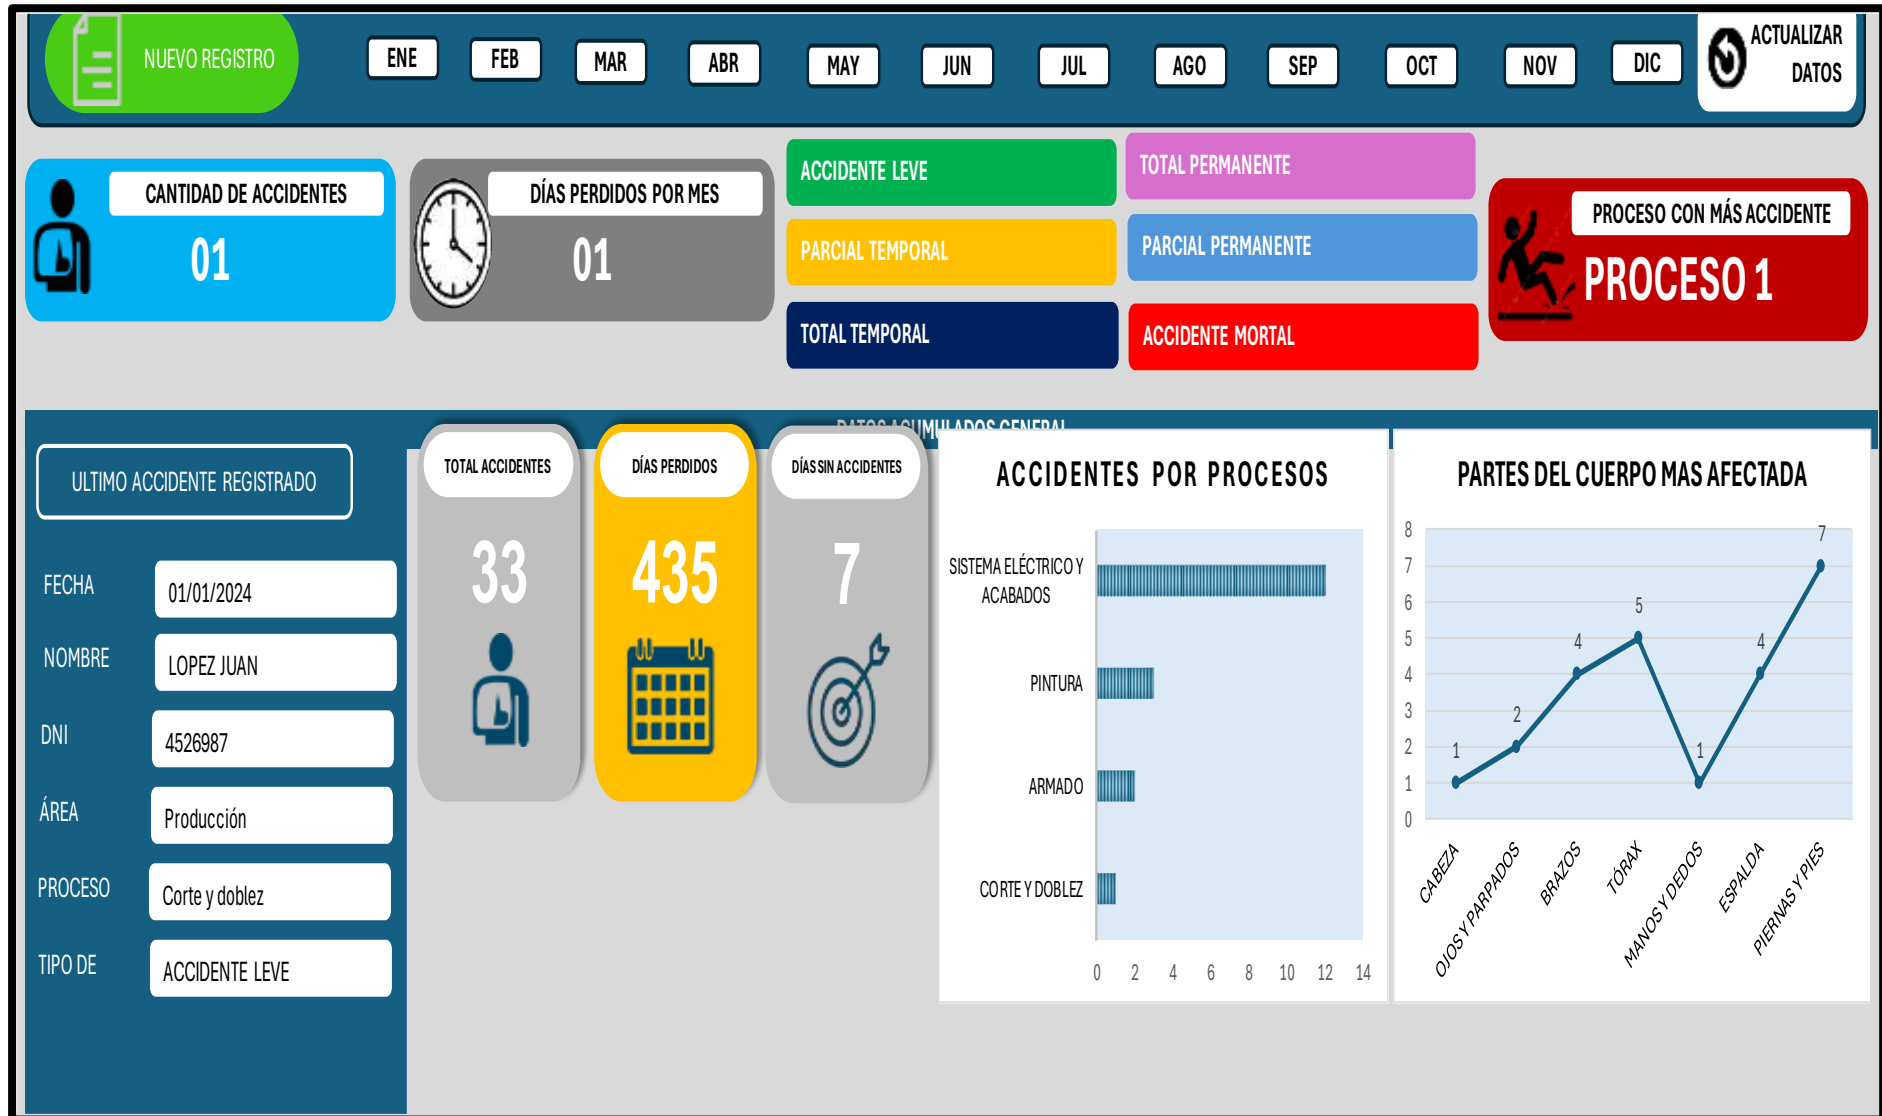 NUEVO REGISTRO
ENE
FEB
MAR
ABR
MAY
JUN
JUL
AGO
SEP
OCT
NOV
DIC
ACTUALIZAR
DATOS
CANTIDAD DE ACCIDENTES
01
DÍAS PERDIDOS POR MES
01
ACCIDENTE LEVE
PARCIAL TEMPORAL
TOTAL TEMPORAL
TOTAL PERMANENTE
PARCIAL PERMANENTE
ACCIDENTE MORTAL
PROCESO CON MÁS ACCIDENTE
PROCESO 1
DATOS ACUMULADOS GENERAL
ULTIMO ACCIDENTE REGISTRADO
FECHA
01/01/2024
NOMBRE
LOPEZ JUAN
DNI
4526987
ÁREA
Producción
PROCESO
Corte y doblez
TIPO DE
ACCIDENTE LEVE
TOTAL ACCIDENTES
33
DÍAS PERDIDOS
435
DÍAS SIN ACCIDENTES
7
ACCIDENTES POR PROCESOS
SISTEMA ELÉCTRICO Y
ACABADOS
PINTURA
ARMADO
CORTE Y DOBLEZ
0 2 4 6 8 10 12 14
PARTES DEL CUERPO MAS AFECTADA
8
7
6
5
4
3
2
1
0
1
2
4
5
1
4
7
CABEZA
OJOS Y PARPADOS
BRAZOS
TÓRAX
MANOS Y DEDOS
ESPALDA
PIERNAS Y PIES